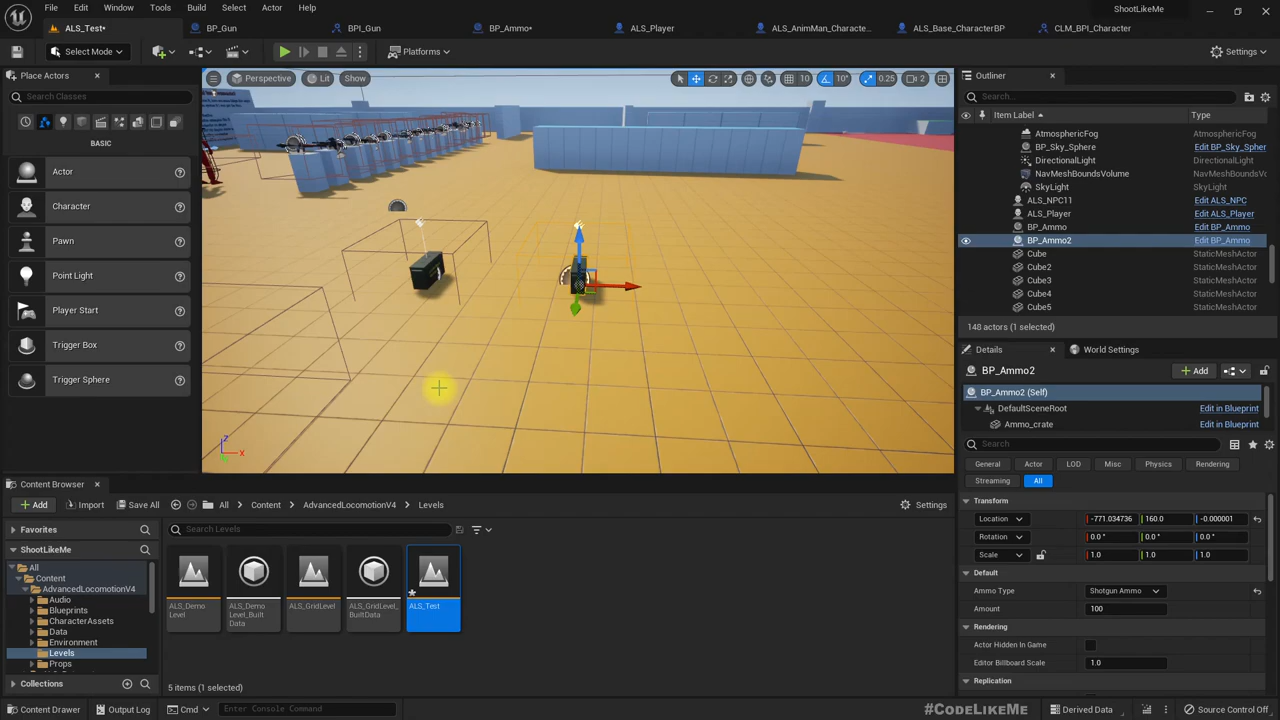 File Edit Window Tools Build Select Actor Help
ShootLikeMe
ALS_Test* BP_Gun BPI_Gun BP_Ammo* ALS_Player ALS_AnimMan_Characte... ALS_Base_CharacterBP CLM_BPI_Character
Select Mode Platforms Settings
Place Actors
Search Classes
BASIC
Actor
Character
Pawn
Point Light
Player Start
Trigger Box
Trigger Sphere
Perspective Lit Show 10 10° 0.25 2
Z
X
Outliner
Search...
Item Label Type
AtmosphericFog AtmosphericFog
BP_Sky_Sphere Edit BP_Sky_Spher
DirectionalLight DirectionalLight
NavMeshBoundsVolume NavMeshBoundsVo
SkyLight SkyLight
ALS_NPC11 Edit ALS_NPC
ALS_Player Edit ALS_Player
BP_Ammo Edit BP_Ammo
BP_Ammo2 Edit BP_Ammo
Cube StaticMeshActor
Cube2 StaticMeshActor
Cube3 StaticMeshActor
Cube4 StaticMeshActor
Cube5 StaticMeshActor
148 actors (1 selected)
Details World Settings
BP_Ammo2 Add
BP_Ammo2 (Self)
DefaultSceneRoot Edit in Blueprint
Ammo_crate Edit in Blueprint
Search
General Actor LOD Misc Physics Rendering
Streaming All
Transform
Location -771.034736 160.0 -0.000001
Rotation 0.0 ° 0.0 ° 0.0 °
Scale 1.0 1.0 1.0
Default
Ammo Type Shotgun Ammo
Amount 100
Rendering
Actor Hidden In Game
Editor Billboard Scale 1.0
Replication
Content Browser
Add Import Save All All Content AdvancedLocomotionV4 Levels Settings
Favorites
ShootLikeMe
All
Content
AdvancedLocomotionV4
Audio
Blueprints
CharacterAssets
Data
Environment
Levels
Props
Collections
Search Levels
ALS_Demo Level
ALS_Demo Level_Built Data
ALS_GridLevel
ALS_GridLevel_ BuiltData
ALS_Test
5 items (1 selected)
Content Drawer Output Log Cmd Enter Console Command #CodeLikeMe Derived Data Source Control Off